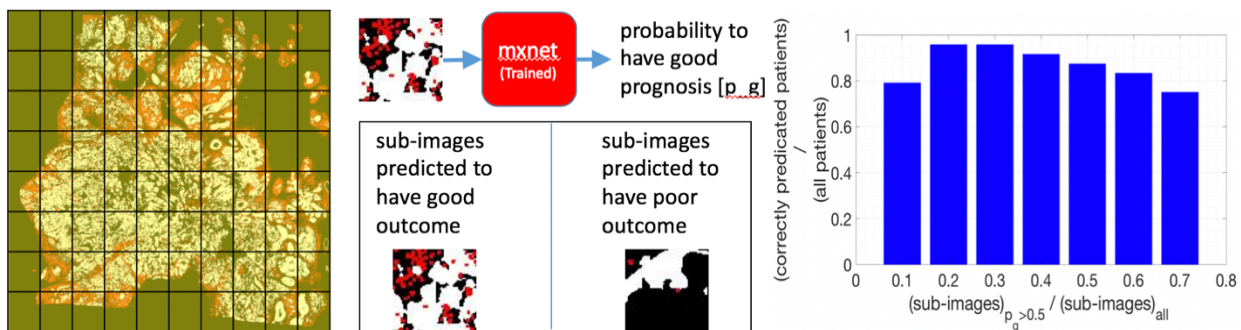 mxnet
(Trained)
probability to
have good
prognosis [p_g]
sub-images
predicted to
have good
outcome
sub-images
predicted to
have poor
outcome
(correctly predicated patients)
/
(all patients)
1
0.8
0.6
0.4
0.2
0
0 0.1 0.2 0.3 0.4 0.5 0.6 0.7 0.8
(sub-images)p_g>0.5 / (sub-images)all